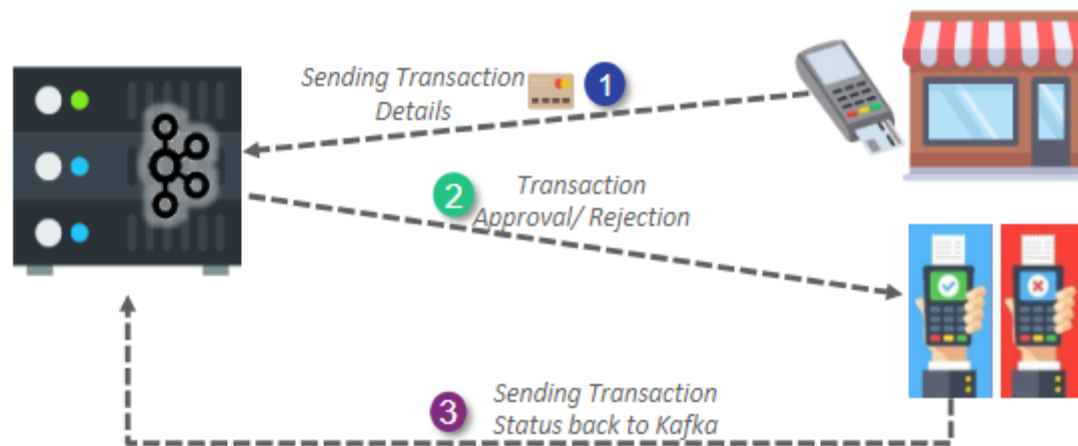 Sending Transaction
Details
1
2
Transaction
Approval/ Rejection
3
Sending Transaction
Status back to Kafka